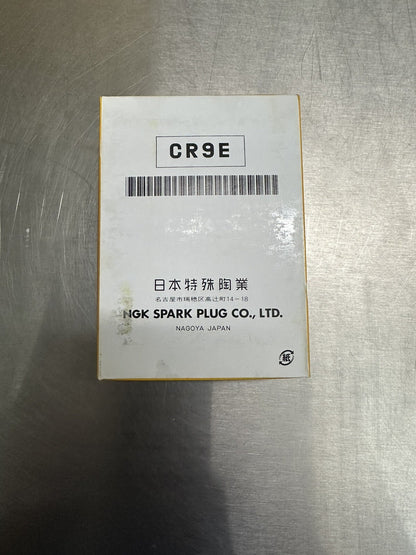 CR9E
日本特殊陶業
名古屋市瑞穂区高辻町14-18
NGK SPARK PLUG CO., LTD.
NAGOYA JAPAN
紙